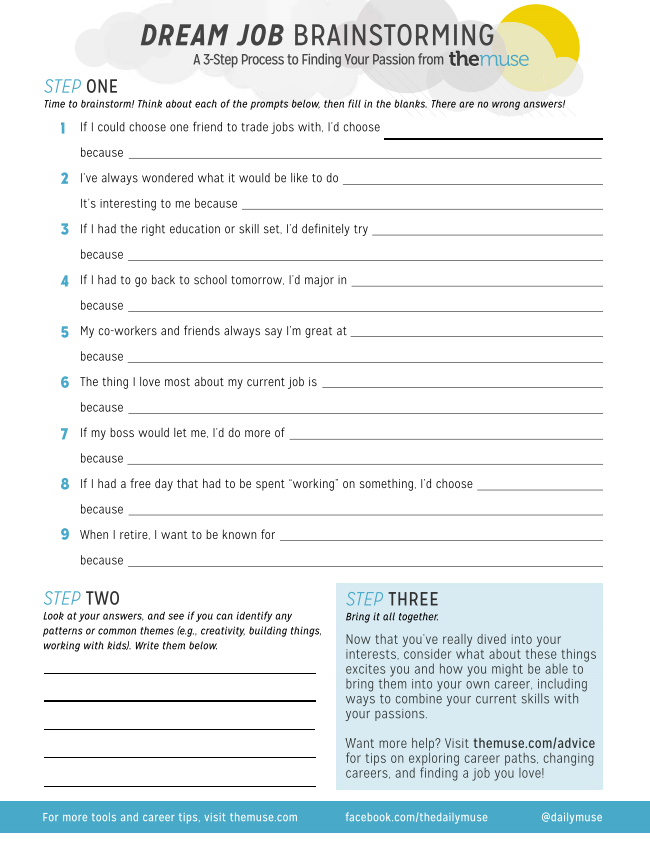 DREAM JOB BRAINSTORMING
A 3-Step Process to Finding Your Passion from themuse
STEP ONE
Time to brainstorm! Think about each of the prompts below, then fill in the blanks. There are no wrong answers!
1 If I could choose one friend to trade jobs with, I'd choose
because
2 I've always wondered what it would be like to do
It's interesting to me because
3 If I had the right education or skill set, I'd definitely try
because
4 If I had to go back to school tomorrow, I'd major in
because
5 My co-workers and friends always say I'm great at
because
6 The thing I love most about my current job is
because
7 If my boss would let me, I'd do more of
because
8 If I had a free day that had to be spent “working” on something, I'd choose
because
9 When I retire, I want to be known for
because
STEP TWO
Look at your answers, and see if you can identify any
patterns or common themes (e.g., creativity, building things,
working with kids). Write them below.
STEP THREE
Bring it all together.
Now that you've really dived into your
interests, consider what about these things
excites you and how you might be able to
bring them into your own career, including
ways to combine your current skills with
your passions.
Want more help? Visit themuse.com/advice
for tips on exploring career paths, changing
careers, and finding a job you love!
For more tools and career tips, visit themuse.com facebook.com/thedailymuse @dailymuse